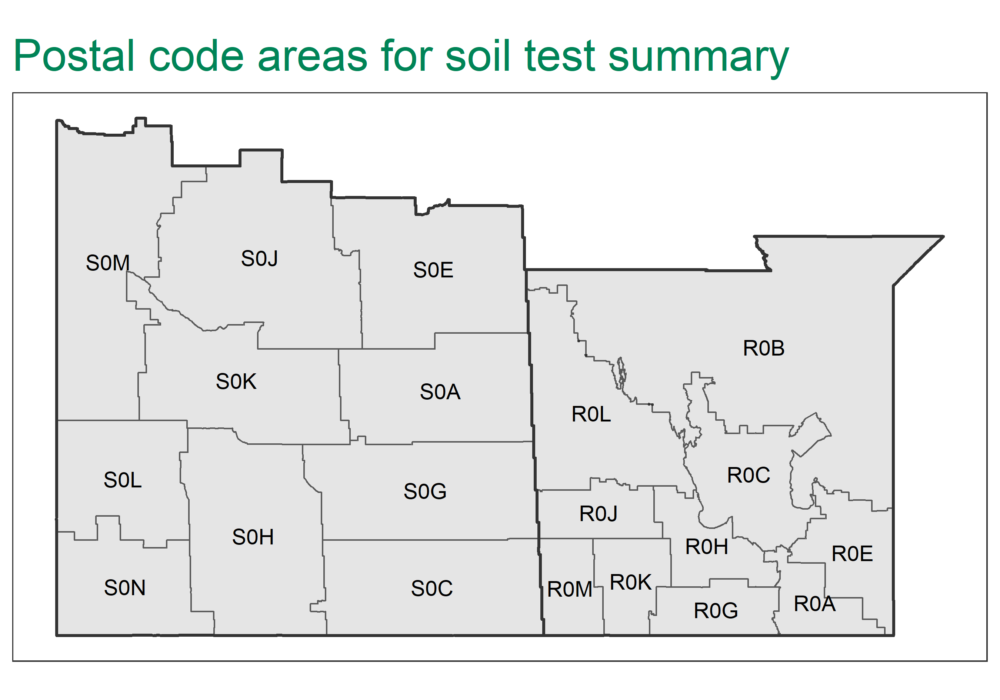 Postal code areas for soil test summary
S0M
S0J
S0E
R0B
S0K
S0A
R0L
S0L
S0G
R0C
R0J
S0H
R0H
R0E
S0N
S0C
R0M
R0K
R0G
R0A